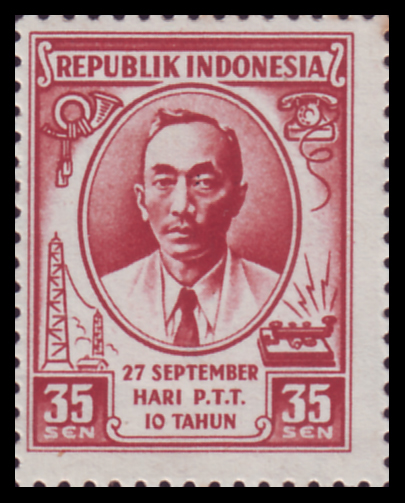 REPUBLIK INDONESIA
27 SEPTEMBER
HARI P.T.T.
10 TAHUN
35
SEN
35
SEN